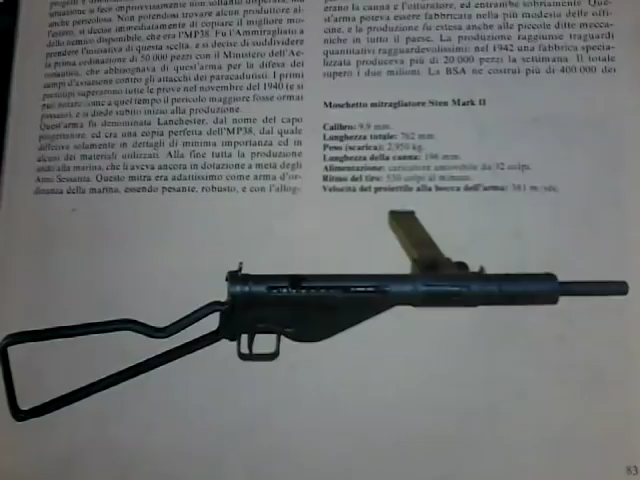 situazione si fece improvvisamente non
anche pericolosa. Non potendosi trovare alcun produttore al-
l'estero, si decise immediatamente di copiare il migliore mo-
dello nemico disponibile, che era l'MP38. Fu l'Ammiragliato a
prendere l'iniziativa di questa scelta, e si decise di suddividere
la prima ordinazione di 50 000 pezzi con il Ministero dell'Ae-
ronautica, che abbisognava di quest'arma per la difesa dei
campi d'aviazione contro gli attacchi dei paracadutisti. I primi
prototipi superarono tutte le prove nel novembre del 1940 (e si
può notare come a quel tempo il pericolo maggiore fosse ormai
passato), e si diede subito inizio alla produzione.
Quest'arma fu denominata Lanchester, dal nome del capo
progettista, ed era una copia perfetta dell'MP38, dal quale
differiva solamente in dettagli di minima importanza ed in
alcuni dei materiali utilizzati. Alla fine tutta la produzione
andò alla marina, che li aveva ancora in dotazione a metà degli
Anni Sessanta. Questo mitra era adattissimo come arma d'or-
dinanza della marina, essendo pesante, robusto, e con l'allog-
erano la canna e l'otturatore, ed entrambe sobriamente. Que-
st'arma poteva essere fabbricata nella più modeste delle offi-
cine, e la produzione fu estesa anche alle piccole ditte mecca-
niche in tutto il paese. La produzione raggiunse traguardi
quantitativi ragguardevolissimi: nel 1942 una fabbrica specia-
lizzata produceva più di 20 000 pezzi la settimana. Il totale
superò i due milioni. La BSA ne costruì più di 400 000 dei
Moschetto mitragliatore Sten Mark II
Calibro: 9,9 mm.
Lunghezza totale: 762 mm.
Peso (scarica): 2,950 kg.
Lunghezza della canna: 196 mm.
Alimentazione: caricatore amovibile da 32 colpi.
Ritmo del tiro: 550 colpi al minuto.
Velocità del proiettile alla bocca dell'arma: 381 m./sec.
83